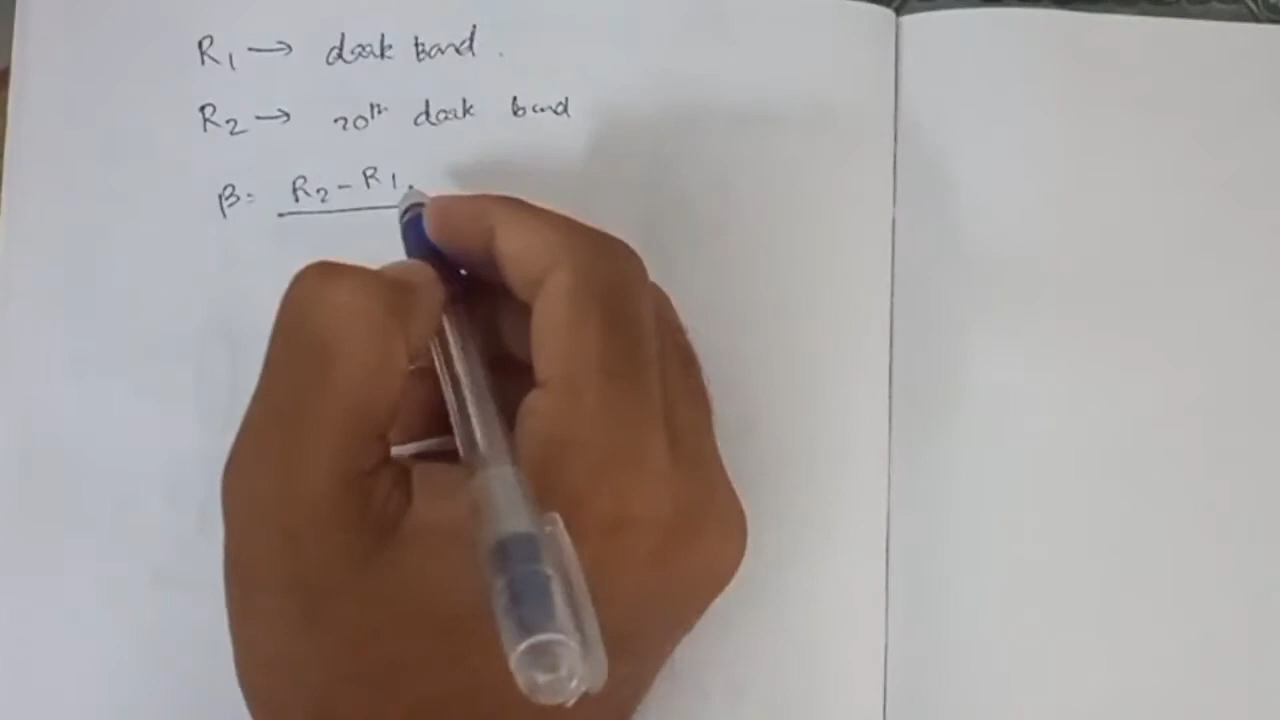 R₁ → dark band .
R₂ → 20th dark band
β = R₂ - R₁